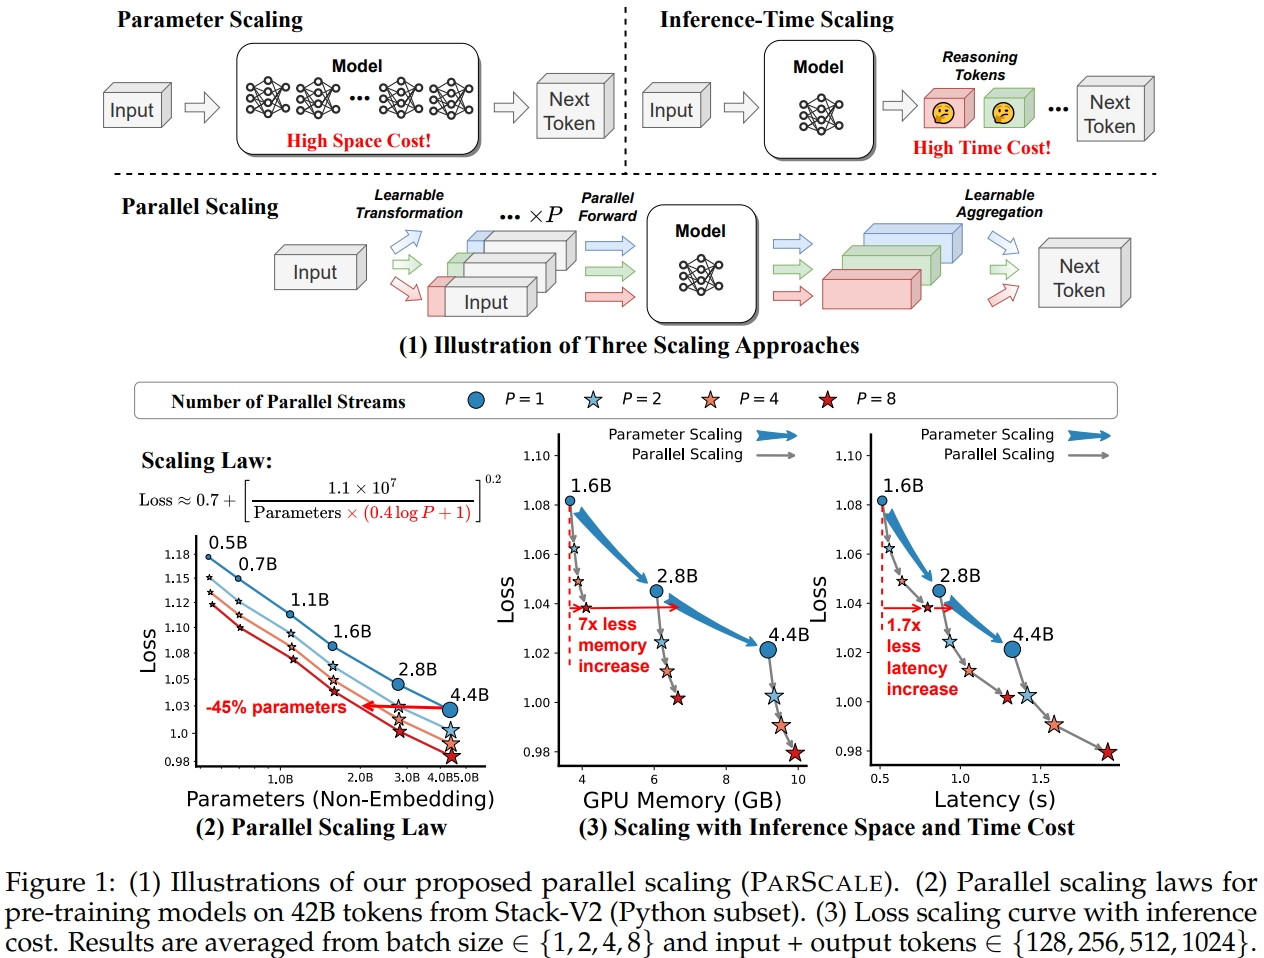 Parameter Scaling
Input
Model
...
High Space Cost!
Next
Token
Inference-Time Scaling
Input
Model
Reasoning
Tokens
...
High Time Cost!
Next
Token
Parallel Scaling
Input
Learnable
Transformation
... ×P
Input
Parallel
Forward
Model
Learnable
Aggregation
Next
Token
(1) Illustration of Three Scaling Approaches
Number of Parallel Streams P = 1 P = 2 P = 4 P = 8
Scaling Law:
Loss ≈ 0.7 + [ 1.1 × 10^7 / Parameters × (0.4 log P + 1) ]^0.2
Loss
1.18
1.15
1.12
1.10
1.08
1.05
1.03
1.0
0.98
0.5B
0.7B
1.1B
1.6B
2.8B
4.4B
-45% parameters
1.0B 2.0B 3.0B 4.0B 5.0B
Parameters (Non-Embedding)
(2) Parallel Scaling Law
Parameter Scaling
Parallel Scaling
Loss
1.10
1.08
1.06
1.04
1.02
1.00
0.98
1.6B
2.8B
4.4B
7x less
memory
increase
4 6 8 10
GPU Memory (GB)
Parameter Scaling
Parallel Scaling
Loss
1.10
1.08
1.06
1.04
1.02
1.00
0.98
1.6B
2.8B
4.4B
1.7x
less
latency
increase
0.5 1.0 1.5
Latency (s)
(3) Scaling with Inference Space and Time Cost
Figure 1: (1) Illustrations of our proposed parallel scaling (PARSCALE). (2) Parallel scaling laws for
pre-training models on 42B tokens from Stack-V2 (Python subset). (3) Loss scaling curve with inference
cost. Results are averaged from batch size ∈ {1, 2, 4, 8} and input + output tokens ∈ {128, 256, 512, 1024}.